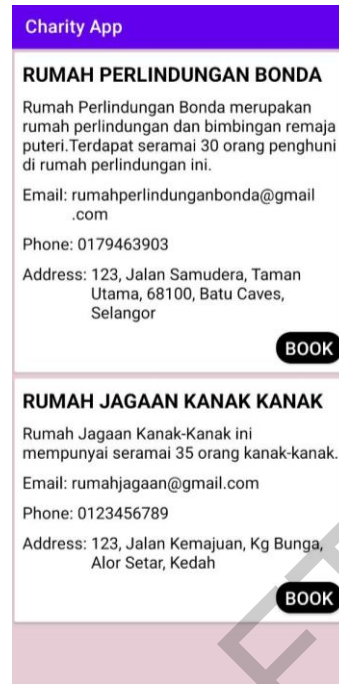 Charity App
RUMAH PERLINDUNGAN BONDA
Rumah Perlindungan Bonda merupakan
rumah perlindungan dan bimbingan remaja
puteri.Terdapat seramai 30 orang penghuni
di rumah perlindungan ini.
Email: rumahperlindunganbonda@gmail
.com
Phone: 0179463903
Address: 123, Jalan Samudera, Taman
Utama, 68100, Batu Caves,
Selangor
BOOK
RUMAH JAGAAN KANAK KANAK
Rumah Jagaan Kanak-Kanak ini
mempunyai seramai 35 orang kanak-kanak.
Email: rumahjagaan@gmail.com
Phone: 0123456789
Address: 123, Jalan Kemajuan, Kg Bunga,
Alor Setar, Kedah
BOOK